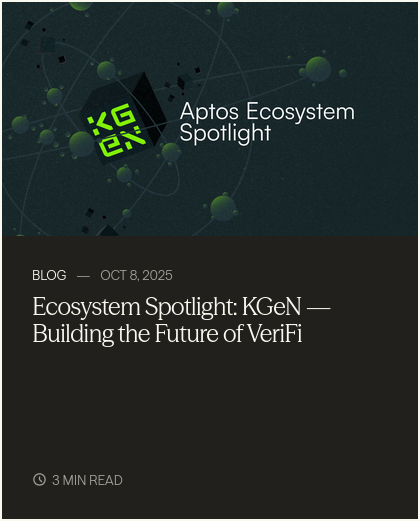 KG
eN
Aptos Ecosystem
Spotlight
BLOG — OCT 8, 2025
Ecosystem Spotlight: KGeN —
Building the Future of VeriFi
3 MIN READ